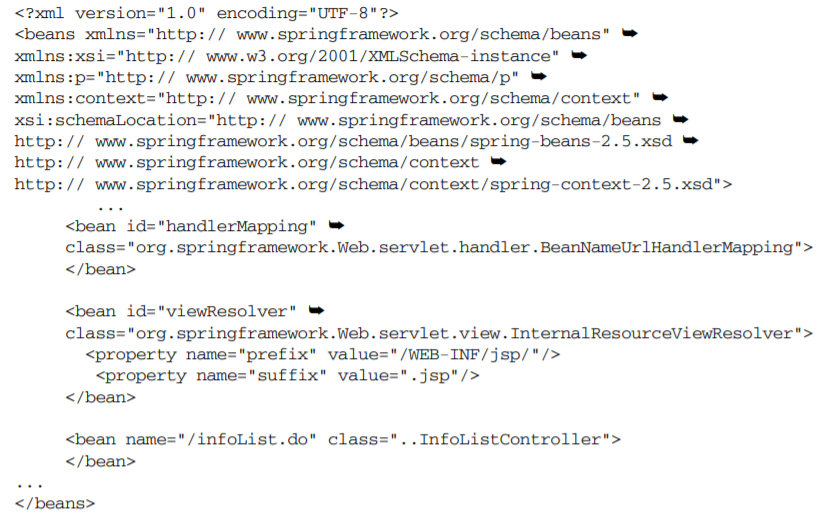 <?xml version="1.0" encoding="UTF-8"?>
<beans xmlns="http:// www.springframework.org/schema/beans" ➥
xmlns:xsi="http:// www.w3.org/2001/XMLSchema-instance" ➥
xmlns:p="http:// www.springframework.org/schema/p" ➥
xmlns:context="http:// www.springframework.org/schema/context" ➥
xsi:schemaLocation="http:// www.springframework.org/schema/beans ➥
http:// www.springframework.org/schema/beans/spring-beans-2.5.xsd ➥
http:// www.springframework.org/schema/context ➥
http:// www.springframework.org/schema/context/spring-context-2.5.xsd">
...
<bean id="handlerMapping" ➥
class="org.springframework.Web.servlet.handler.BeanNameUrlHandlerMapping">
</bean>
<bean id="viewResolver" ➥
class="org.springframework.Web.servlet.view.InternalResourceViewResolver">
<property name="prefix" value="/WEB-INF/jsp/"/>
<property name="suffix" value=".jsp"/>
</bean>
<bean name="/infoList.do" class="..InfoListController">
</bean>
...
</beans>